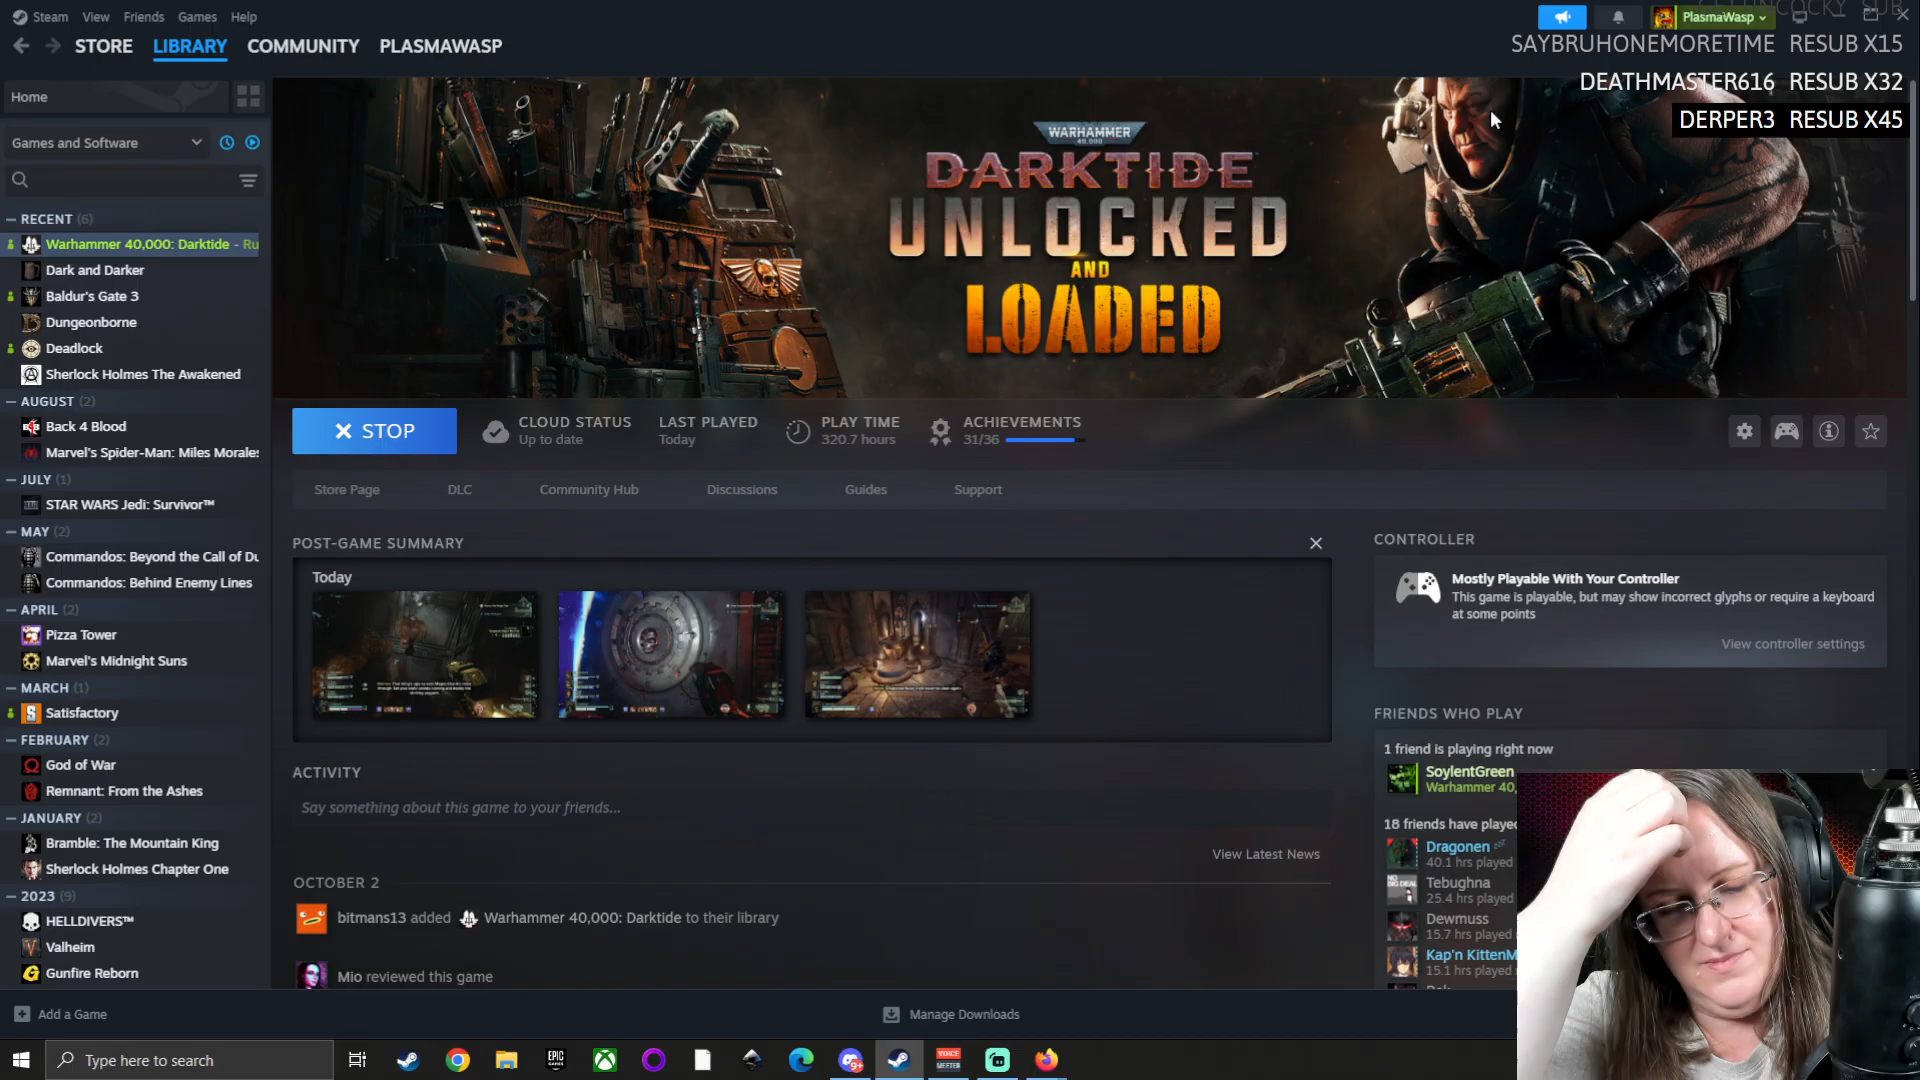 Steam View Friends Games Help
PlasmaWasp
STORE LIBRARY COMMUNITY PLASMAWASP
SAYBRUHONEMORETIME RESUB X15
DEATHMASTER616 RESUB X32
DERPER3 RESUB X45
Home
Games and Software
RECENT (6)
Warhammer 40,000: Darktide - Ru
Dark and Darker
Baldur's Gate 3
Dungeonborne
Deadlock
Sherlock Holmes The Awakened
AUGUST (2)
Back 4 Blood
Marvel's Spider-Man: Miles Morales
JULY (1)
STAR WARS Jedi: Survivor™
MAY (2)
Commandos: Beyond the Call of Du
Commandos: Behind Enemy Lines
APRIL (2)
Pizza Tower
Marvel's Midnight Suns
MARCH (1)
Satisfactory
FEBRUARY (2)
God of War
Remnant: From the Ashes
JANUARY (2)
Bramble: The Mountain King
Sherlock Holmes Chapter One
2023 (9)
HELLDIVERS™
Valheim
Gunfire Reborn
WARHAMMER
40,000
DARKTIDE
UNLOCKED
AND
LOADED
STOP
CLOUD STATUS
Up to date
LAST PLAYED
Today
PLAY TIME
320.7 hours
ACHIEVEMENTS
31/36
Store Page DLC Community Hub Discussions Guides Support
POST-GAME SUMMARY
Today
ACTIVITY
Say something about this game to your friends...
View Latest News
OCTOBER 2
bitmans13 added Warhammer 40,000: Darktide to their library
Mio reviewed this game
CONTROLLER
Mostly Playable With Your Controller
This game is playable, but may show incorrect glyphs or require a keyboard
at some points
View controller settings
FRIENDS WHO PLAY
1 friend is playing right now
SoylentGreen
Warhammer 40,
18 friends have played
Dragonen
40.1 hrs played
Tebughna
25.4 hrs played
Dewmuss
15.7 hrs played
Kap'n KittenM
15.1 hrs played
Add a Game
Manage Downloads
Type here to search
EPIC
GAMES
9+
VOICE
MEETER